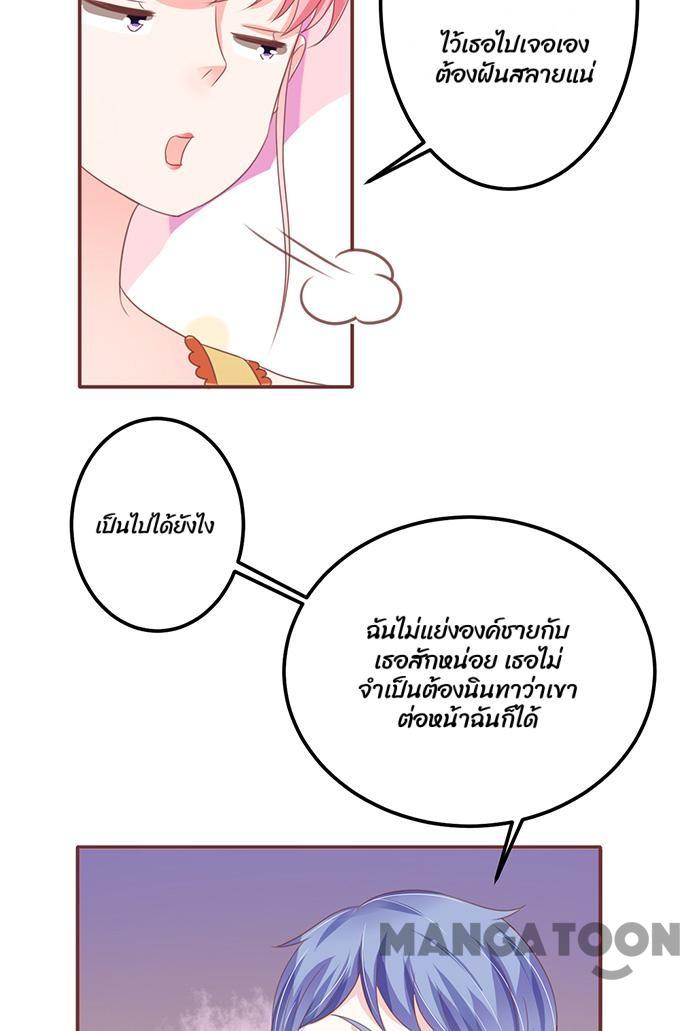 ไว้เธอไปเจอเอง
ต้องฝันสลายแน่
เป็นไปได้ยังไง
ฉันไม่แย่งองค์ชายกับ
เธอสักหน่อย เธอไม่
จำเป็นต้องนินทาว่าเขา
ต่อหน้าฉันก็ได้
MANGATOON